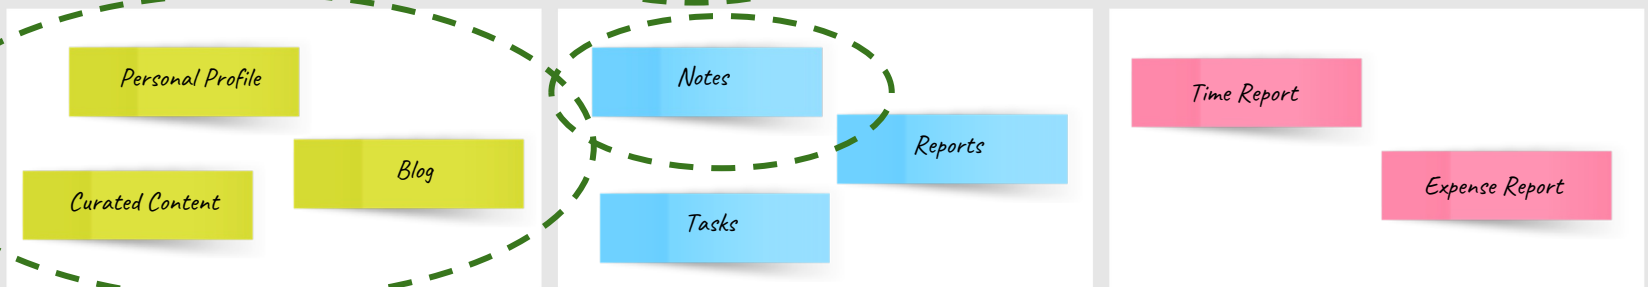 Personal Profile
Blog
Curated Content
Notes
Reports
Tasks
Time Report
Expense Report